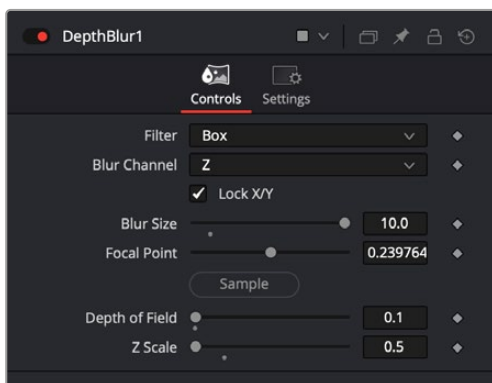 DepthBlur1
Controls Settings
Filter Box
Blur Channel Z
Lock X/Y
Blur Size 10.0
Focal Point 0.239764
Sample
Depth of Field 0.1
Z Scale 0.5